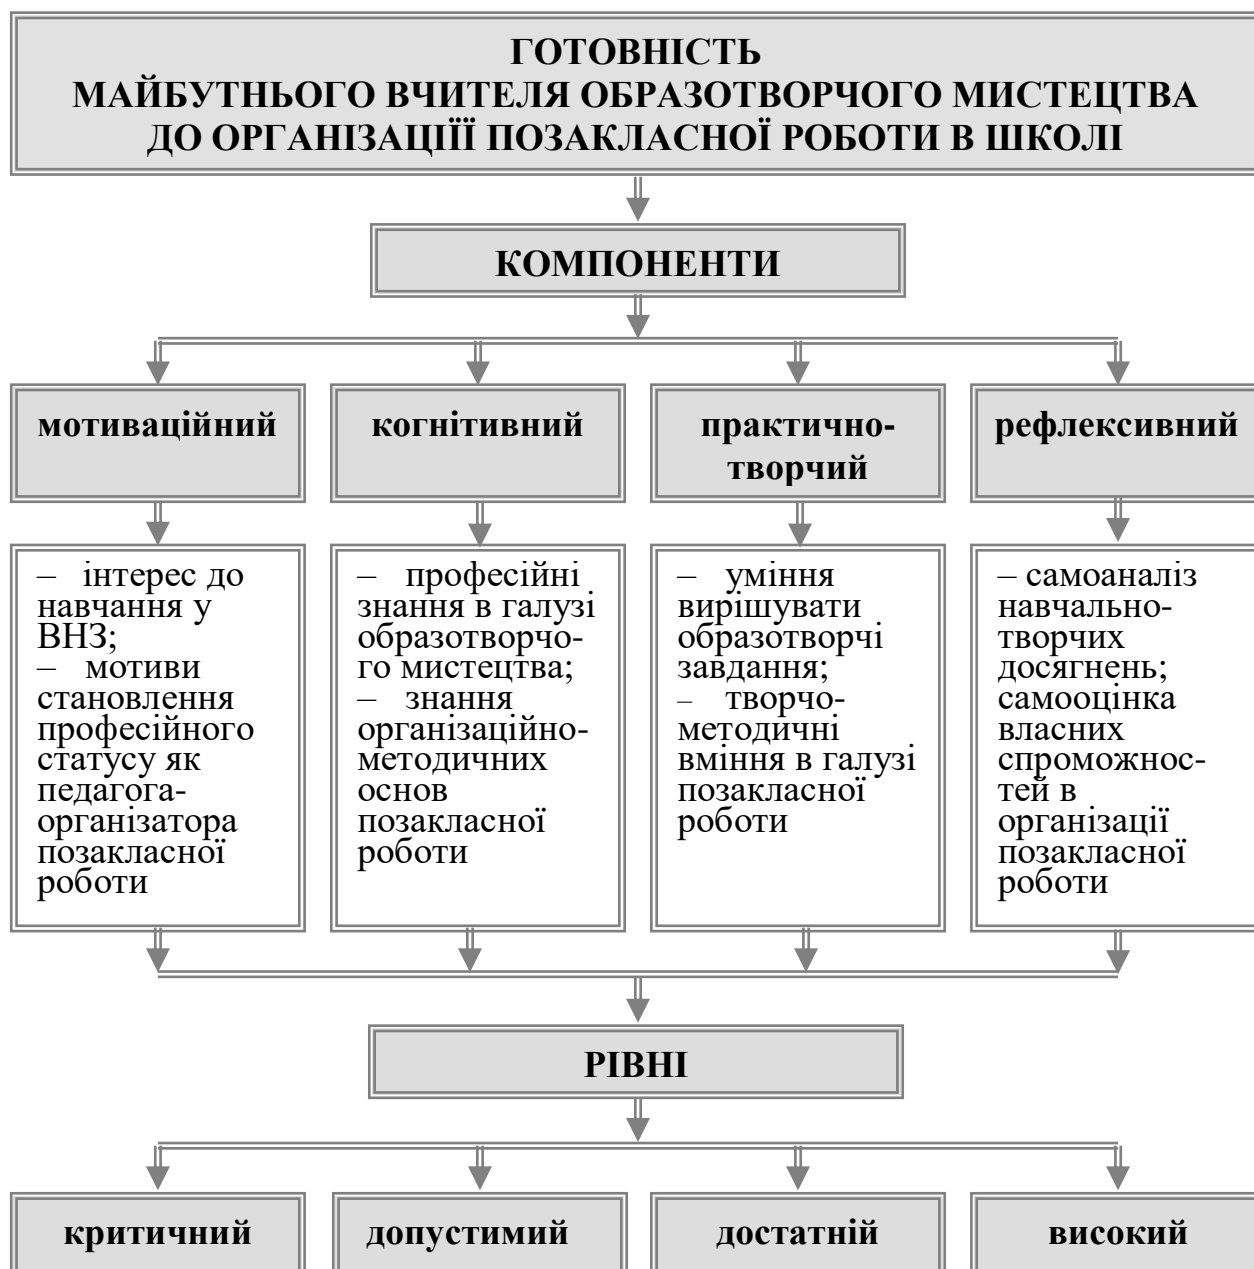 ГОТОВНІСТЬ
МАЙБУТНЬОГО ВЧИТЕЛЯ ОБРАЗОТВОРЧОГО МИСТЕЦТВА
ДО ОРГАНІЗАЦІЇЇ ПОЗАКЛАСНОЇ РОБОТИ В ШКОЛІ
КОМПОНЕНТИ
мотиваційний
когнітивний
практично-
творчий
рефлексивний
– інтерес до
навчання у
ВНЗ;
– мотиви
становлення
професійного
статусу як
педагога-
організатора
позакласної
роботи
– професійні
знання в галузі
образотворчо-
го мистецтва;
– знання
організаційно-
методичних
основ
позакласної
роботи
– уміння
вирішувати
образотворчі
завдання;
– творчо-
методичні
вміння в галузі
позакласної
роботи
– самоаналіз
навчально-
творчих
досягнень;
самооцінка
власних
спроможнос-
тей в
організації
позакласної
роботи
РІВНІ
критичний
допустимий
достатній
високий